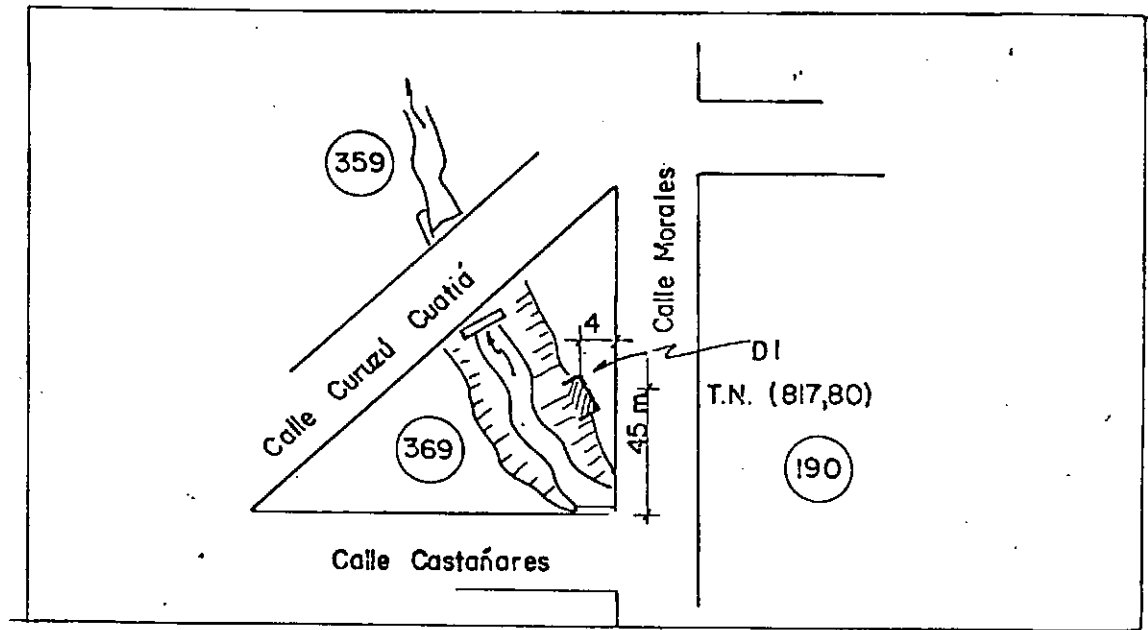 359
Calle Curuzú Cuatiá
Calle Morales
4
D1
T.N. (817,80)
45 m
369
190
Calle Castañares